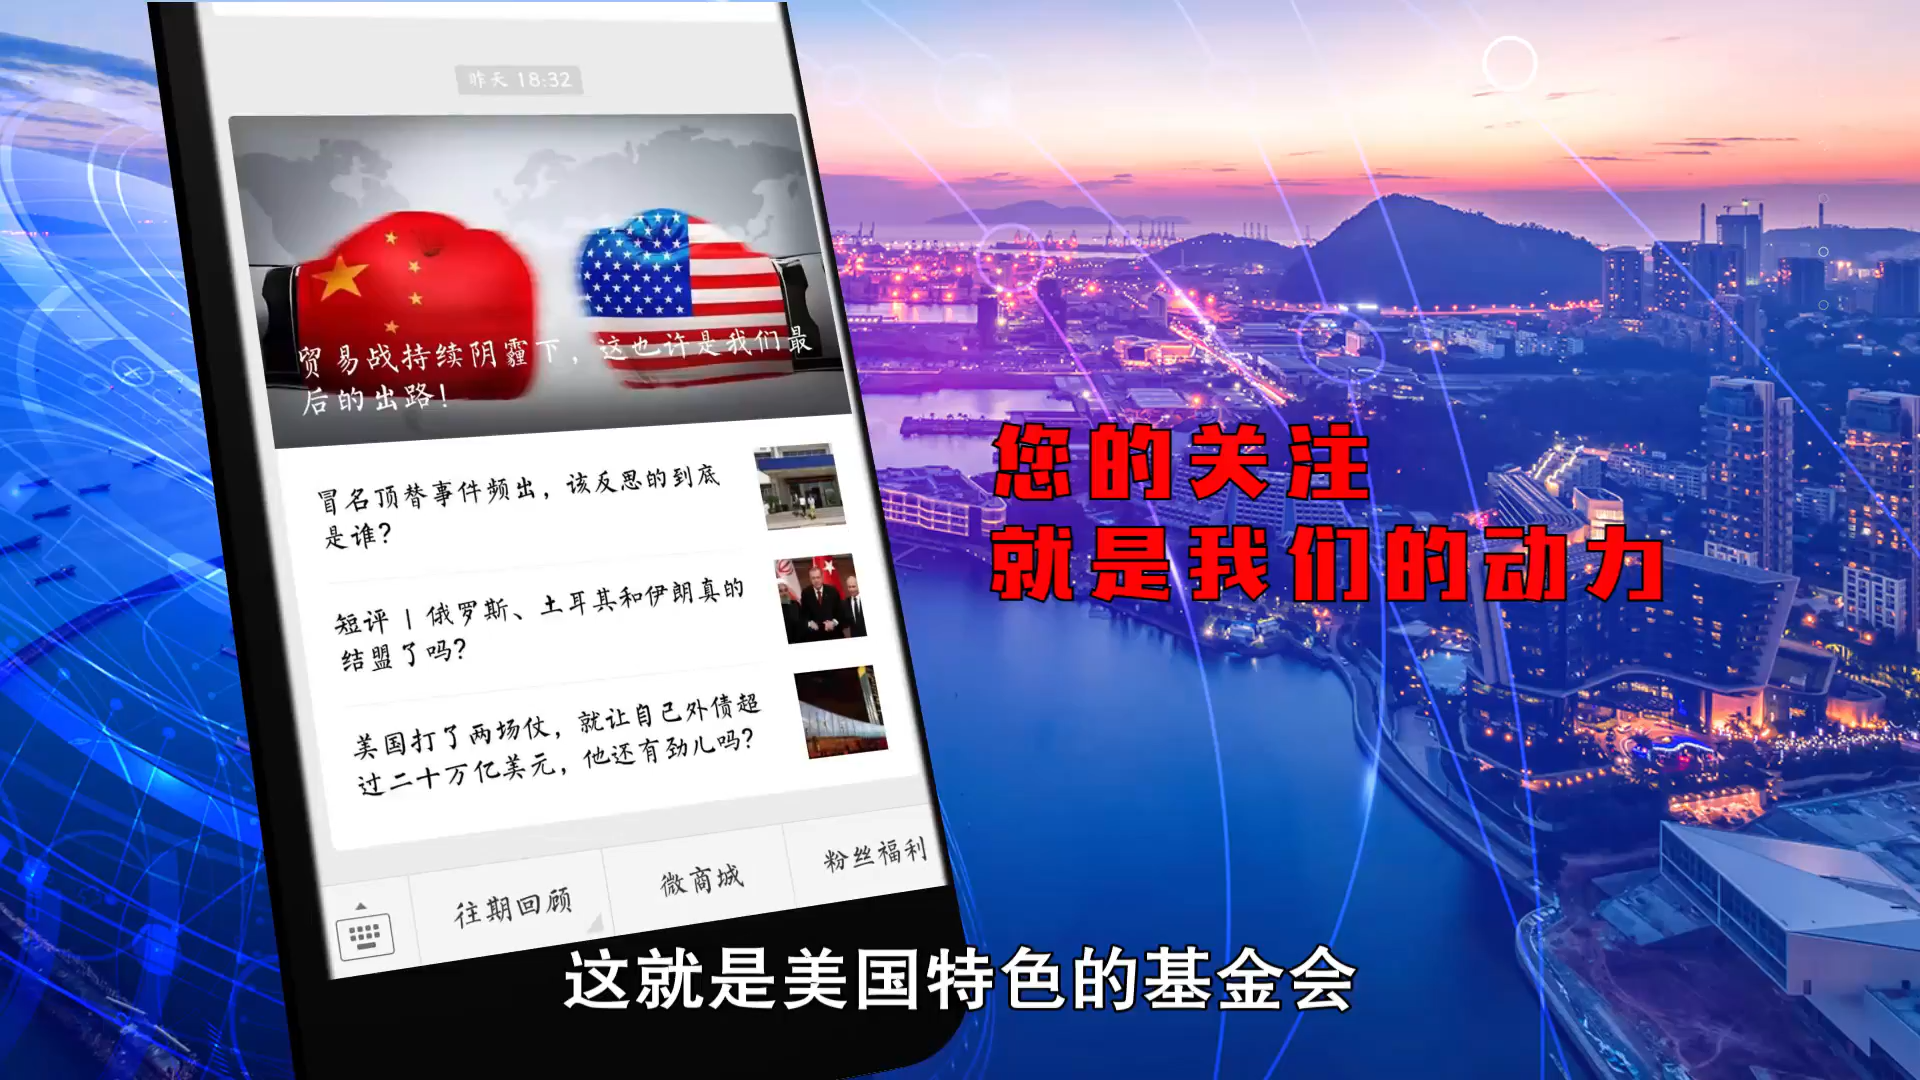 昨天 18:32
贸易战持续阴霾下，这也许是我们最
后的出路！
冒名顶替事件频出，该反思的到底
是谁？
短评丨俄罗斯、土耳其和伊朗真的
结盟了吗？
美国打了两场仗，就让自己外债超
过二十万亿美元，他还有劲儿吗？
往期回顾
微商城
粉丝福利
您的关注
就是我们的动力
这就是美国特色的基金会